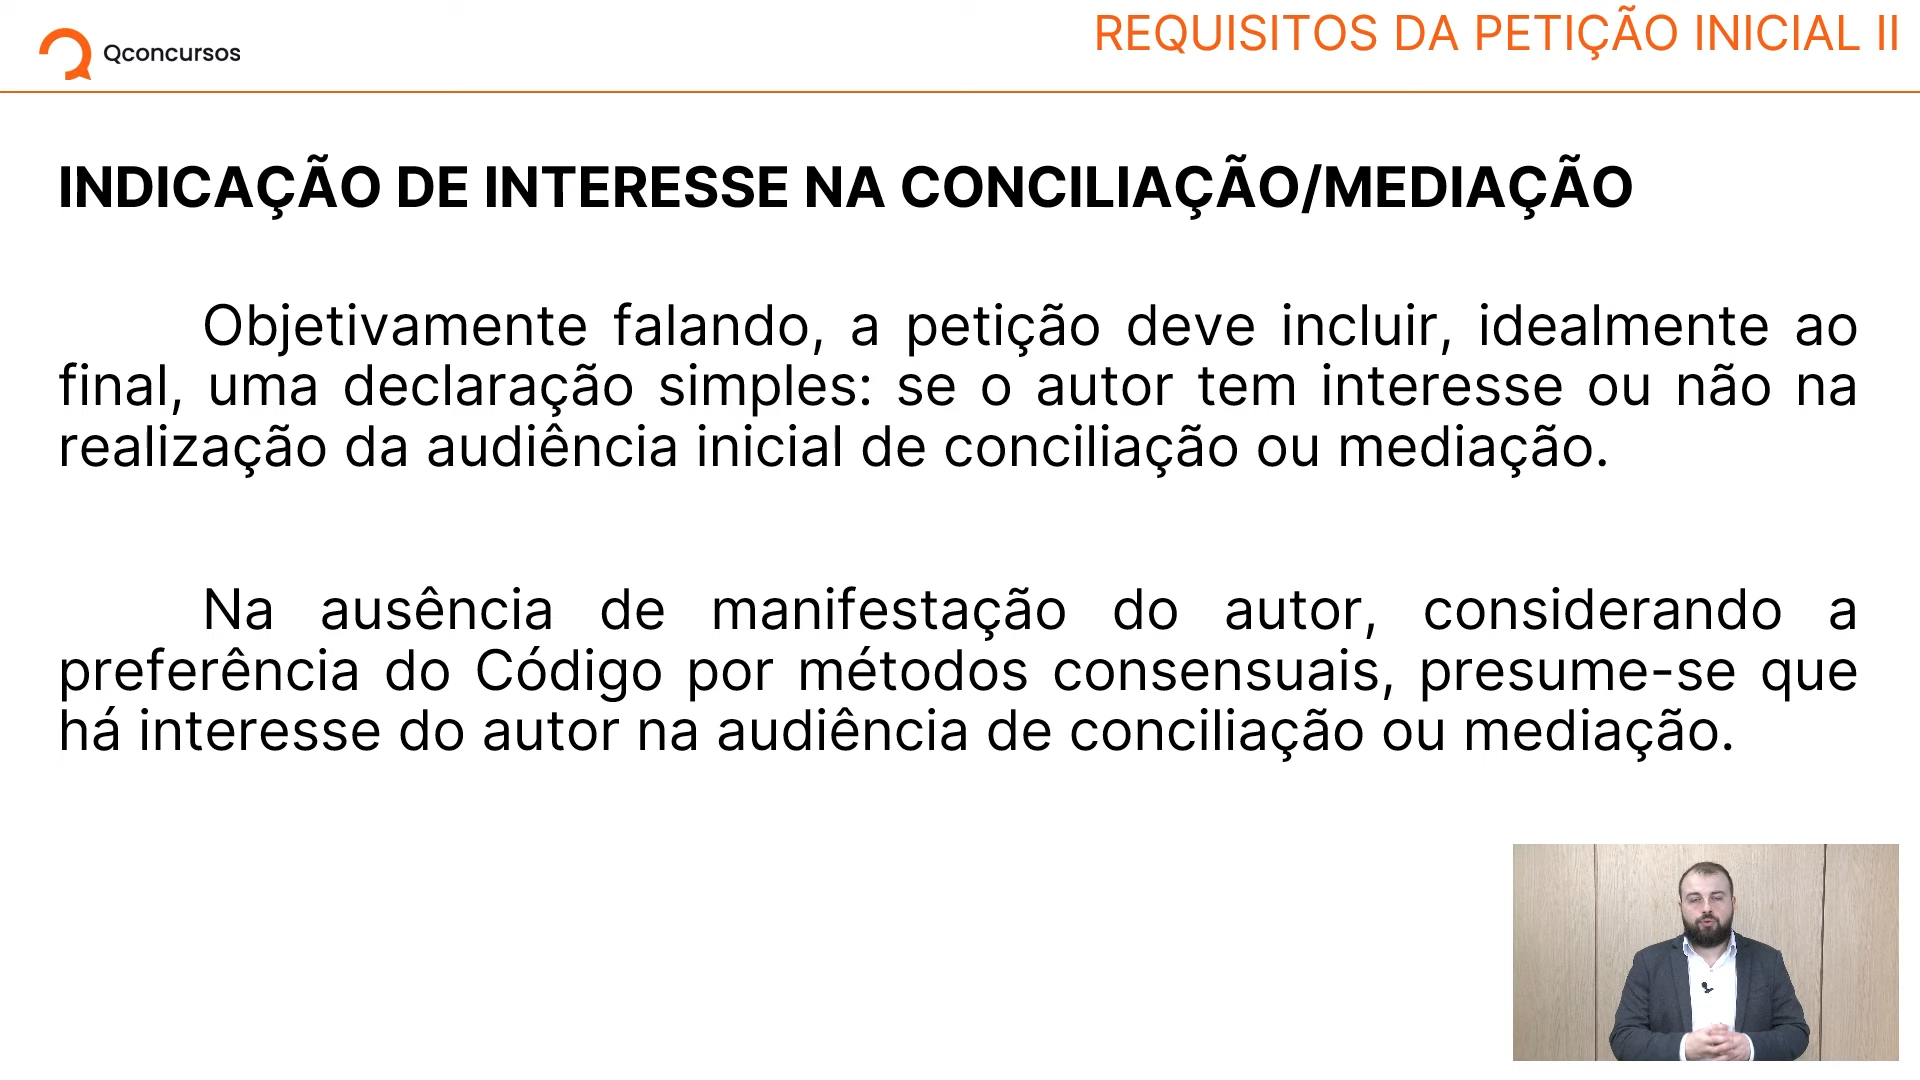 Qconcursos
REQUISITOS DA PETIÇÃO INICIAL II
INDICAÇÃO DE INTERESSE NA CONCILIAÇÃO/MEDIAÇÃO
Objetivamente falando, a petição deve incluir, idealmente ao
final, uma declaração simples: se o autor tem interesse ou não na
realização da audiência inicial de conciliação ou mediação.
Na ausência de manifestação do autor, considerando a
preferência do Código por métodos consensuais, presume-se que
há interesse do autor na audiência de conciliação ou mediação.